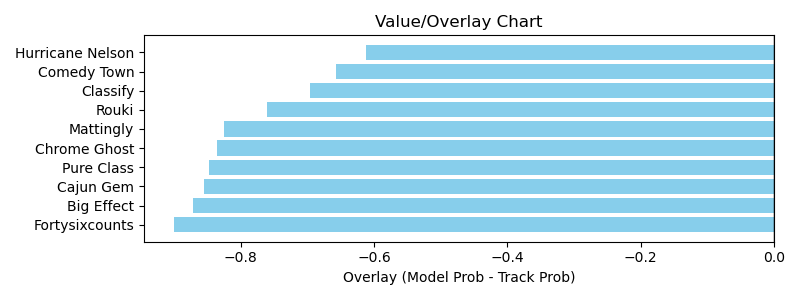 Value/Overlay Chart
Hurricane Nelson
Comedy Town
Classify
Rouki
Mattingly
Chrome Ghost
Pure Class
Cajun Gem
Big Effect
Fortysixcounts
−0.8 −0.6 −0.4 −0.2 0.0
Overlay (Model Prob - Track Prob)